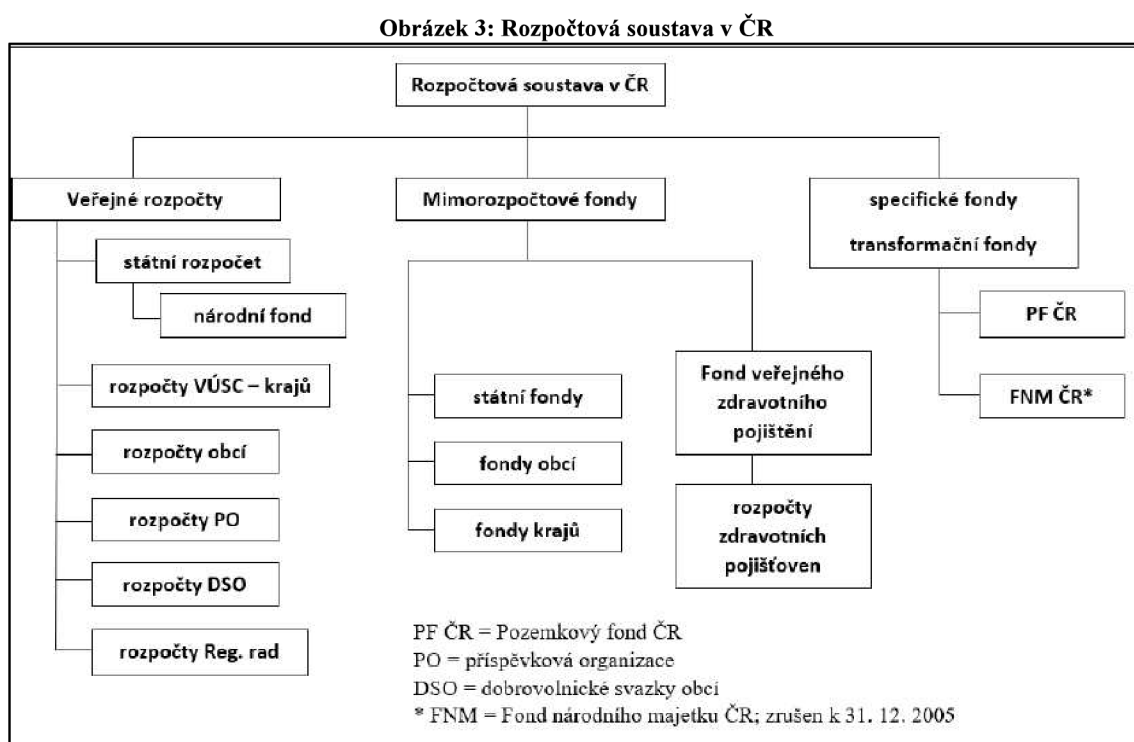 Obrázek 3: Rozpočtová soustava v ČR
Rozpočtová soustava v ČR
Veřejné rozpočty
státní rozpočet
národní fond
rozpočty VÚSC – krajů
rozpočty obcí
rozpočty PO
rozpočty DSO
rozpočty Reg. rad
Mimorozpočtové fondy
státní fondy
fondy obcí
fondy krajů
Fond veřejného
zdravotního
pojištění
rozpočty
zdravotních
pojišťoven
specifické fondy
transformační fondy
PF ČR
FNM ČR*
PF ČR = Pozemkový fond ČR
PO = příspěvková organizace
DSO = dobrovolnické svazky obcí
* FNM = Fond národního majetku ČR; zrušen k 31. 12. 2005